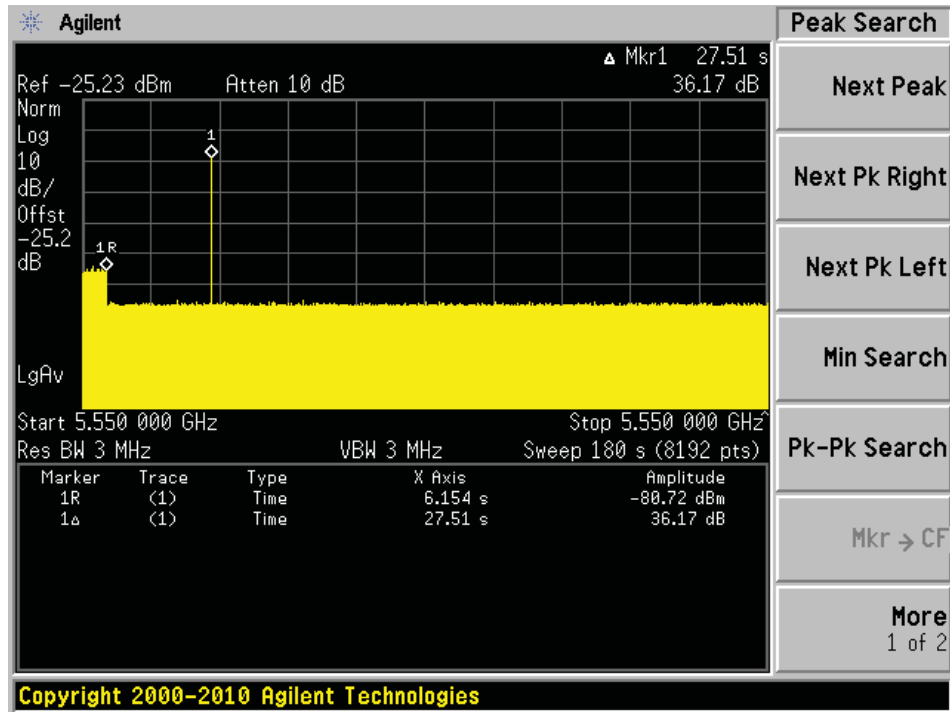 Agilent
Peak Search
Δ Mkr1 27.51 s
Ref -25.23 dBm Atten 10 dB 36.17 dB
Norm
Log
10
dB/
Offst
-25.2
dB
1
1R
LgAv
Start 5.550 000 GHz Stop 5.550 000 GHz^
Res BW 3 MHz VBW 3 MHz Sweep 180 s (8192 pts)
Marker Trace Type X Axis Amplitude
1R (1) Time 6.154 s -80.72 dBm
1Δ (1) Time 27.51 s 36.17 dB
Next Peak
Next Pk Right
Next Pk Left
Min Search
Pk-Pk Search
Mkr → CF
More
1 of 2
Copyright 2000-2010 Agilent Technologies